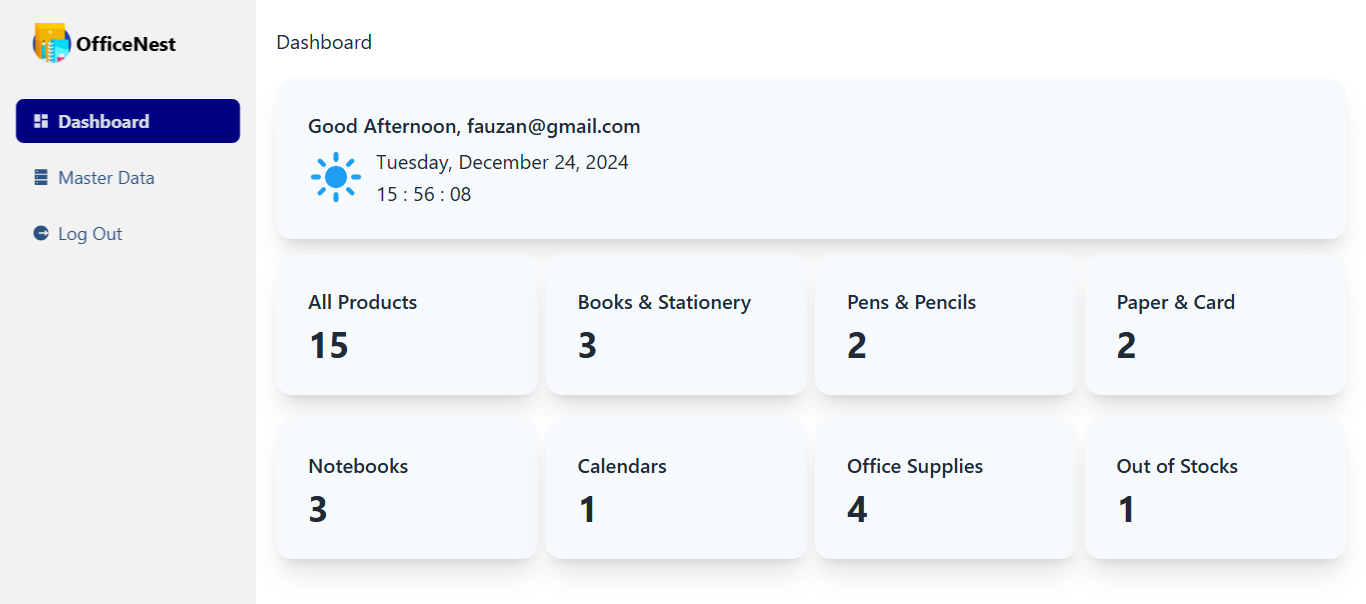 OfficeNest
Dashboard
Master Data
Log Out
Dashboard
Good Afternoon, fauzan@gmail.com
Tuesday, December 24, 2024
15 : 56 : 08
All Products
15
Books & Stationery
3
Pens & Pencils
2
Paper & Card
2
Notebooks
3
Calendars
1
Office Supplies
4
Out of Stocks
1